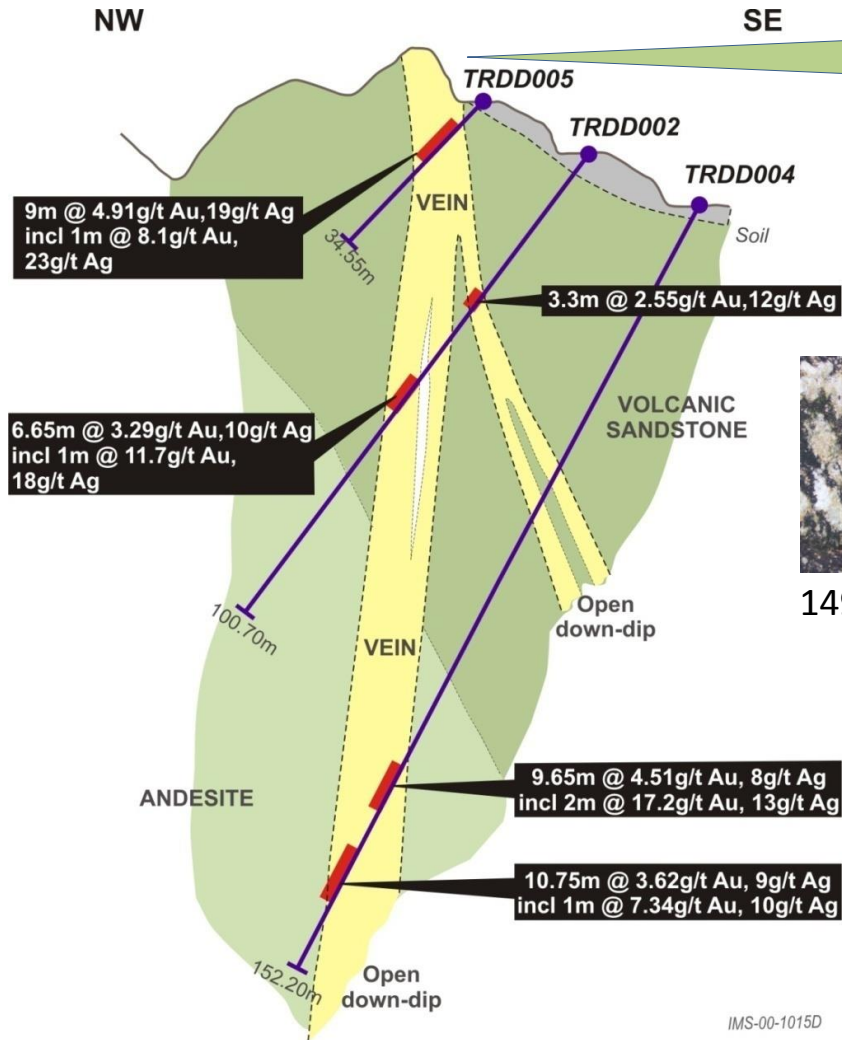 NW
SE
TRDD005
TRDD002
TRDD004
9m @ 4.91g/t Au,19g/t Ag
incl 1m @ 8.1g/t Au,
23g/t Ag
VEIN
34.55m
Soil
3.3m @ 2.55g/t Au,12g/t Ag
6.65m @ 3.29g/t Au,10g/t Ag
incl 1m @ 11.7g/t Au,
18g/t Ag
VOLCANIC
SANDSTONE
100.70m
Open
down-dip
VEIN
ANDESITE
9.65m @ 4.51g/t Au, 8g/t Ag
incl 2m @ 17.2g/t Au, 13g/t Ag
10.75m @ 3.62g/t Au, 9g/t Ag
incl 1m @ 7.34g/t Au, 10g/t Ag
152.20m
Open
down-dip
IMS-00-1015D